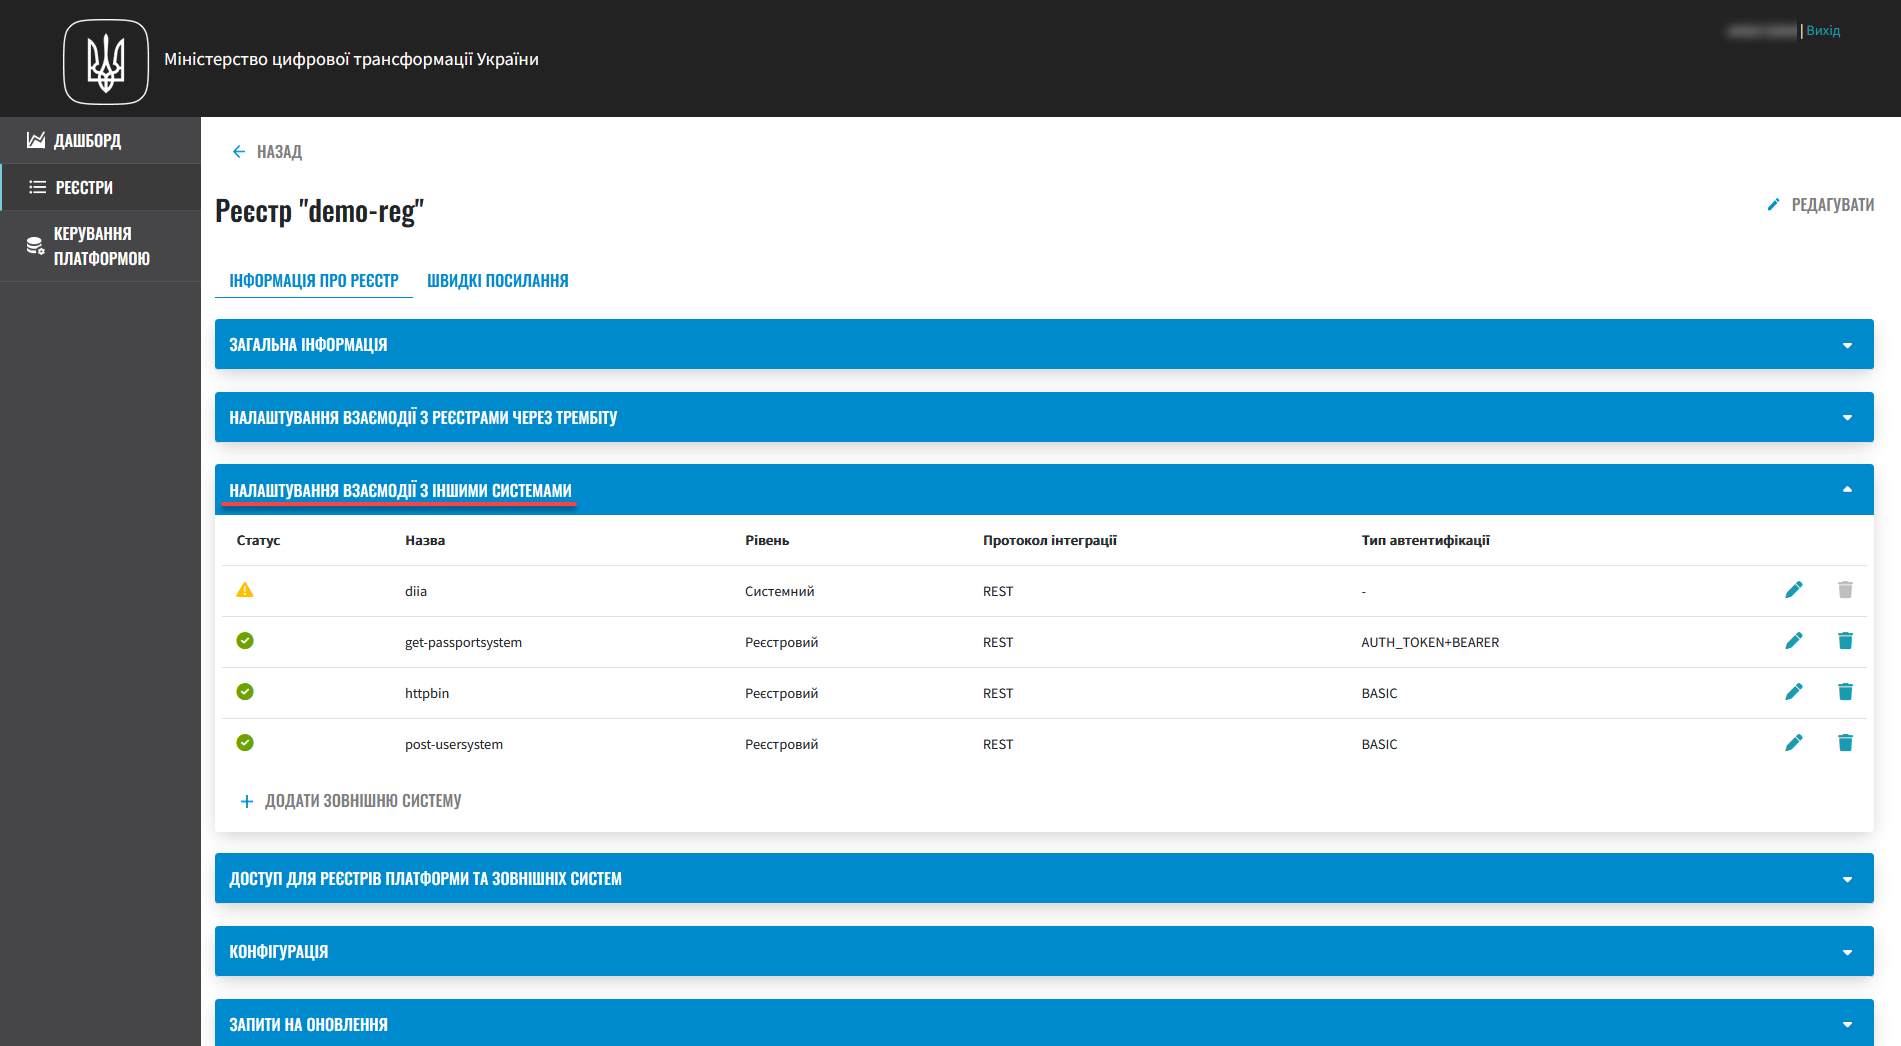 Міністерство цифрової трансформації України
Вихід
ДАШБОРД
РЕЄСТРИ
КЕРУВАННЯ
ПЛАТФОРМОЮ
НАЗАД
Реєстр "demo-reg"
РЕДАГУВАТИ
ІНФОРМАЦІЯ ПРО РЕЄСТР ШВИДКІ ПОСИЛАННЯ
ЗАГАЛЬНА ІНФОРМАЦІЯ
НАЛАШТУВАННЯ ВЗАЄМОДІЇ З РЕЄСТРАМИ ЧЕРЕЗ ТРЕМБІТУ
НАЛАШТУВАННЯ ВЗАЄМОДІЇ З ІНШИМИ СИСТЕМАМИ
Статус Назва Рівень Протокол інтеграції Тип автентифікації
diia Системний REST -
get-passportsystem Реєстровий REST AUTH_TOKEN+BEARER
httpbin Реєстровий REST BASIC
post-usersystem Реєстровий REST BASIC
ДОДАТИ ЗОВНІШНЮ СИСТЕМУ
ДОСТУП ДЛЯ РЕЄСТРІВ ПЛАТФОРМИ ТА ЗОВНІШНІХ СИСТЕМ
КОНФІГУРАЦІЯ
ЗАПИТИ НА ОНОВЛЕННЯ